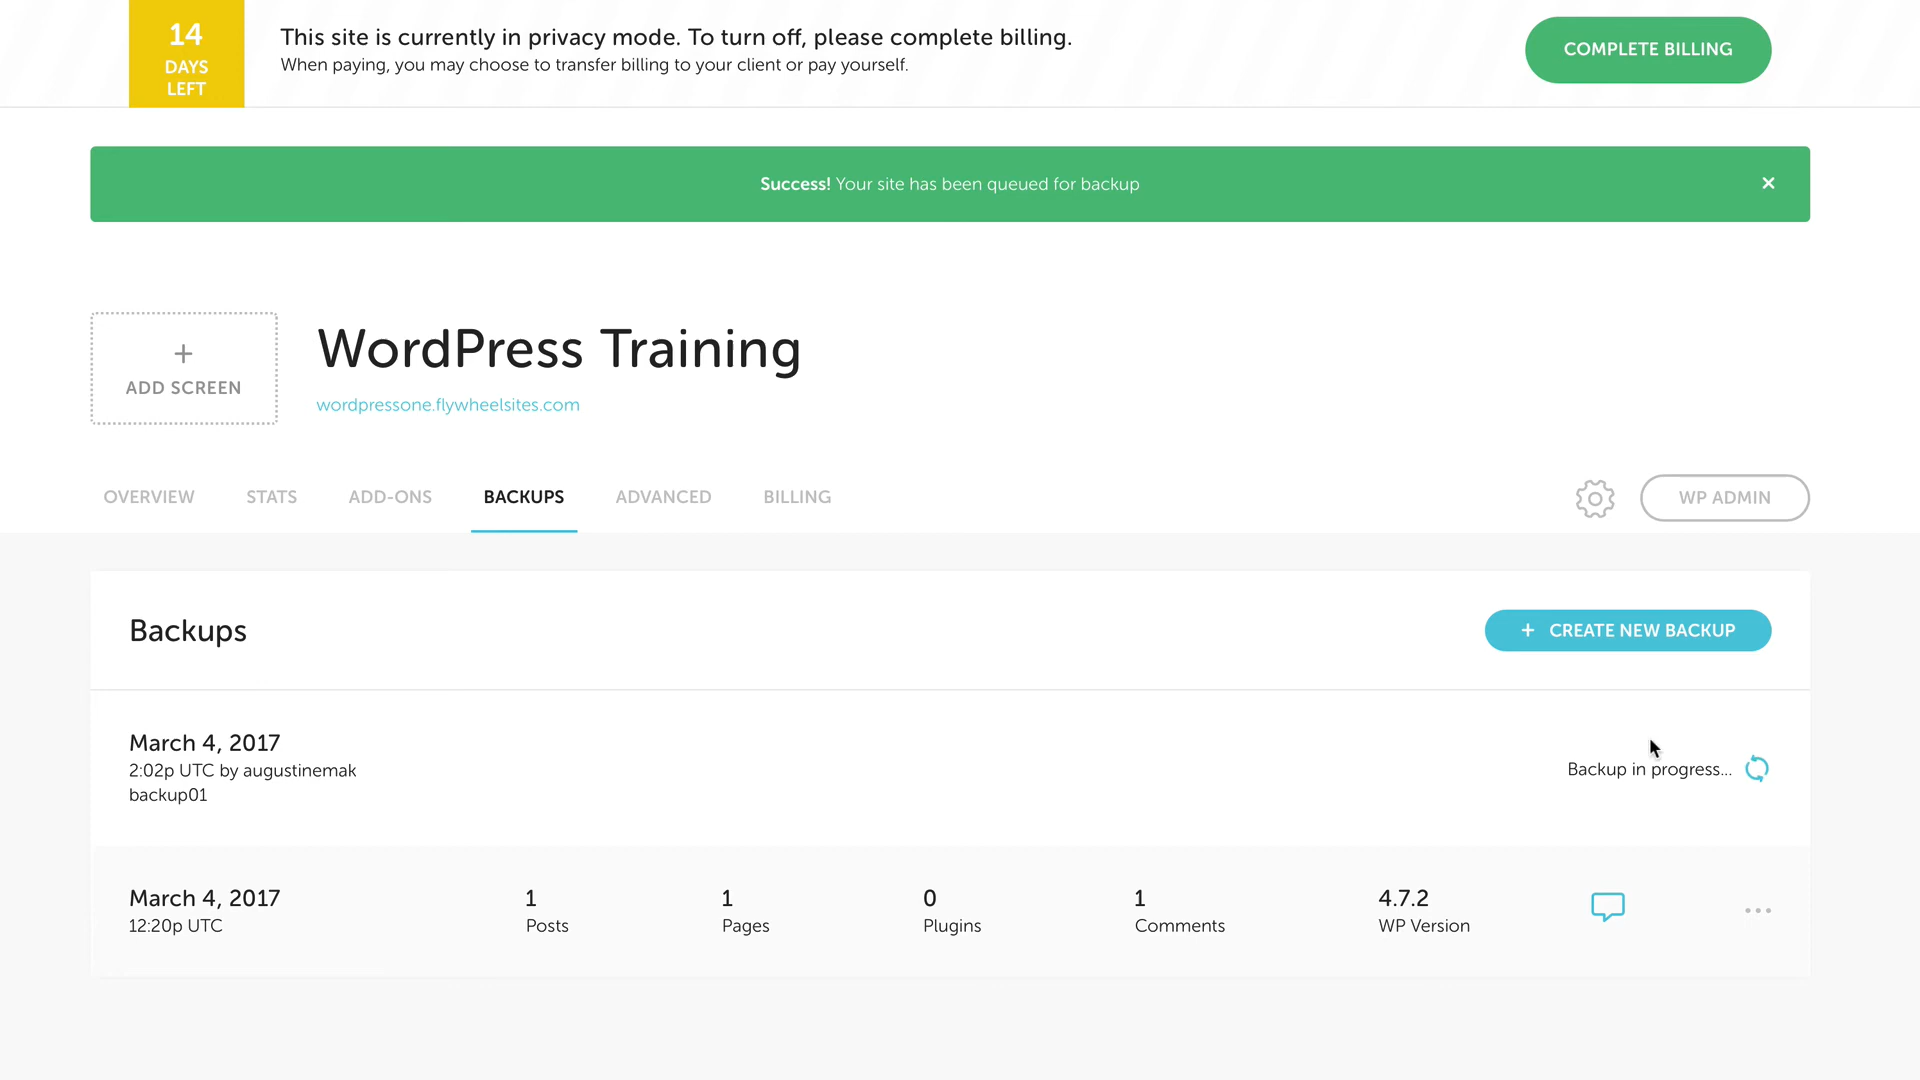 14
DAYS
LEFT
This site is currently in privacy mode. To turn off, please complete billing.
When paying, you may choose to transfer billing to your client or pay yourself.
COMPLETE BILLING
Success! Your site has been queued for backup
+
ADD SCREEN
WordPress Training
wordpressone.flywheelsites.com
OVERVIEW STATS ADD-ONS BACKUPS ADVANCED BILLING
WP ADMIN
Backups
+ CREATE NEW BACKUP
March 4, 2017
2:02p UTC by augustinemak
backup01
Backup in progress...
March 4, 2017 1 1 0 1 4.7.2
12:20p UTC Posts Pages Plugins Comments WP Version